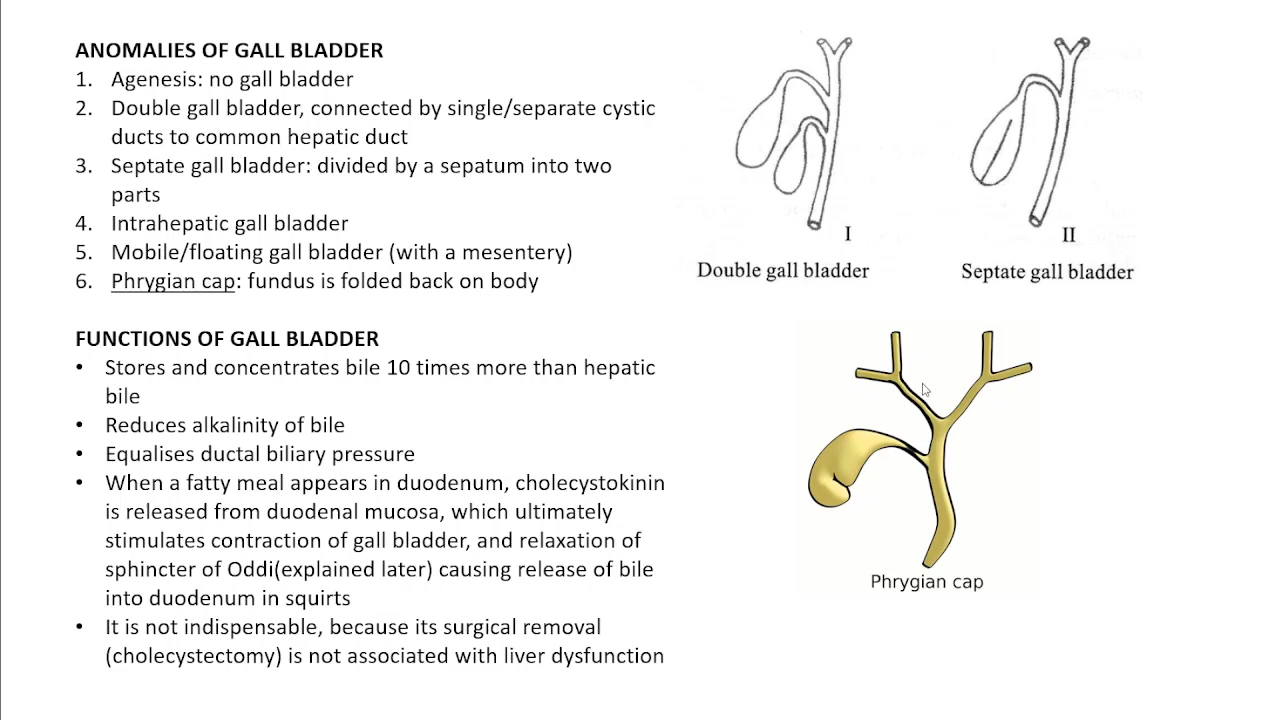 ANOMALIES OF GALL BLADDER
1. Agenesis: no gall bladder
2. Double gall bladder, connected by single/separate cystic
ducts to common hepatic duct
3. Septate gall bladder: divided by a sepatum into two
parts
4. Intrahepatic gall bladder
5. Mobile/floating gall bladder (with a mesentery)
6. Phrygian cap: fundus is folded back on body
FUNCTIONS OF GALL BLADDER
• Stores and concentrates bile 10 times more than hepatic
bile
• Reduces alkalinity of bile
• Equalises ductal biliary pressure
• When a fatty meal appears in duodenum, cholecystokinin
is released from duodenal mucosa, which ultimately
stimulates contraction of gall bladder, and relaxation of
sphincter of Oddi(explained later) causing release of bile
into duodenum in squirts
• It is not indispensable, because its surgical removal
(cholecystectomy) is not associated with liver dysfunction
I
Double gall bladder
II
Septate gall bladder
Phrygian cap